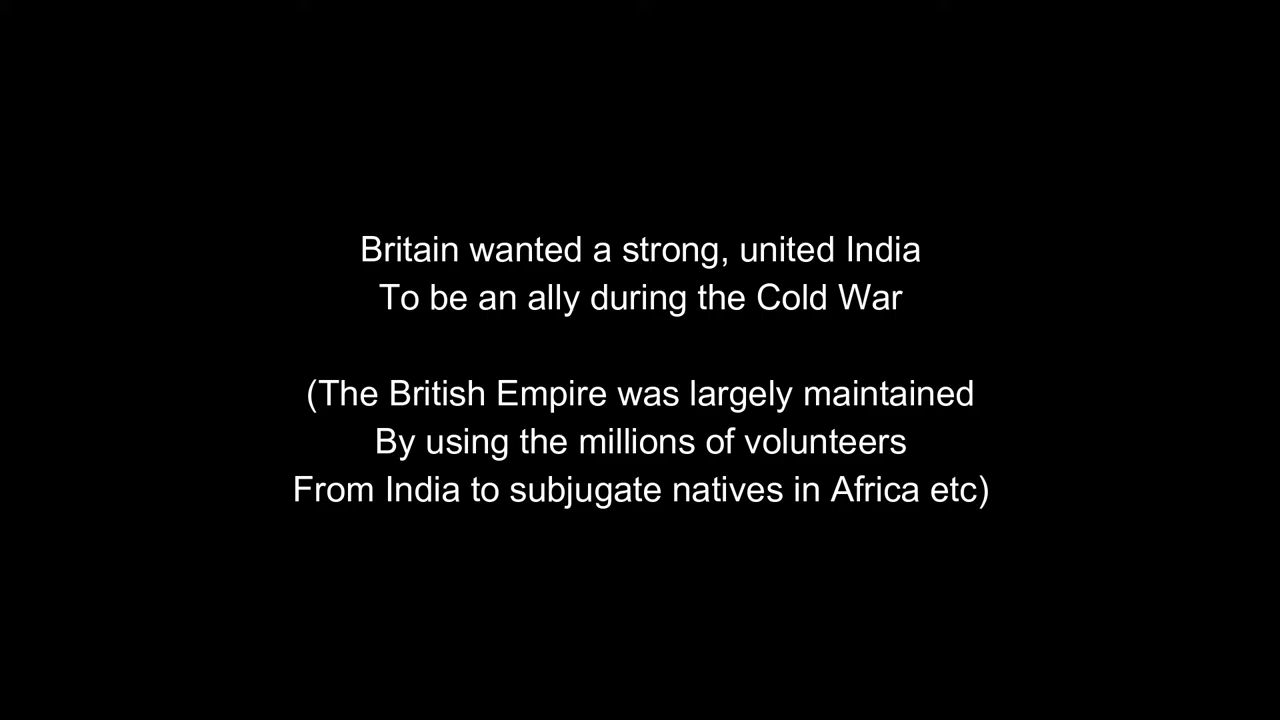 Britain wanted a strong, united India
To be an ally during the Cold War
(The British Empire was largely maintained
By using the millions of volunteers
From India to subjugate natives in Africa etc)